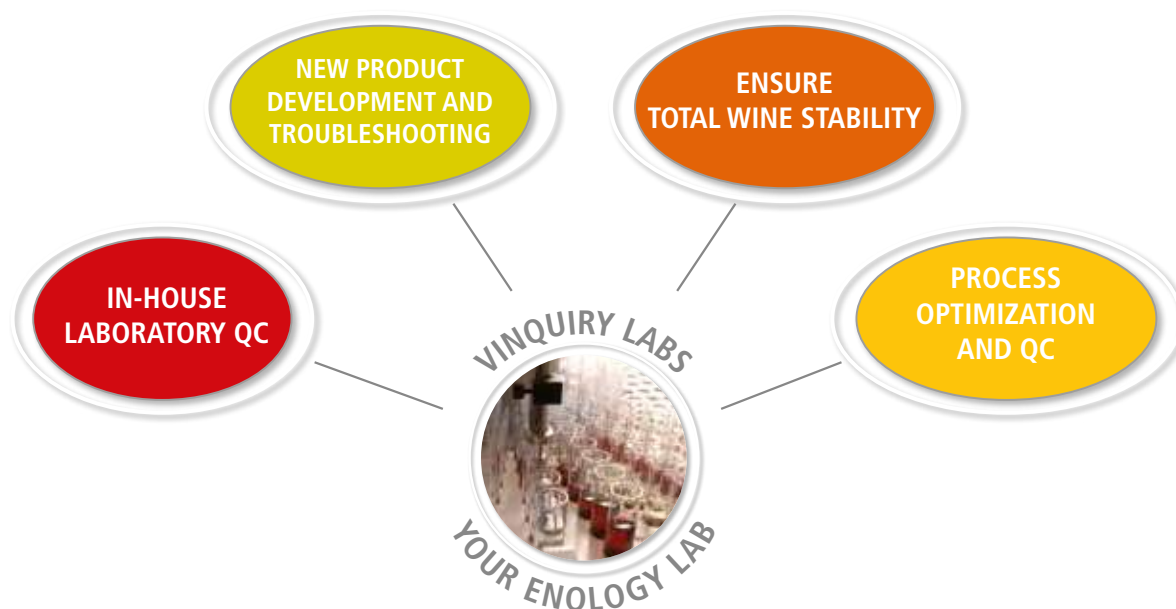 NEW PRODUCT
DEVELOPMENT AND
TROUBLESHOOTING
ENSURE
TOTAL WINE STABILITY
IN-HOUSE
LABORATORY QC
PROCESS
OPTIMIZATION
AND QC
VINQUIRY LABS
YOUR ENOLOGY LAB